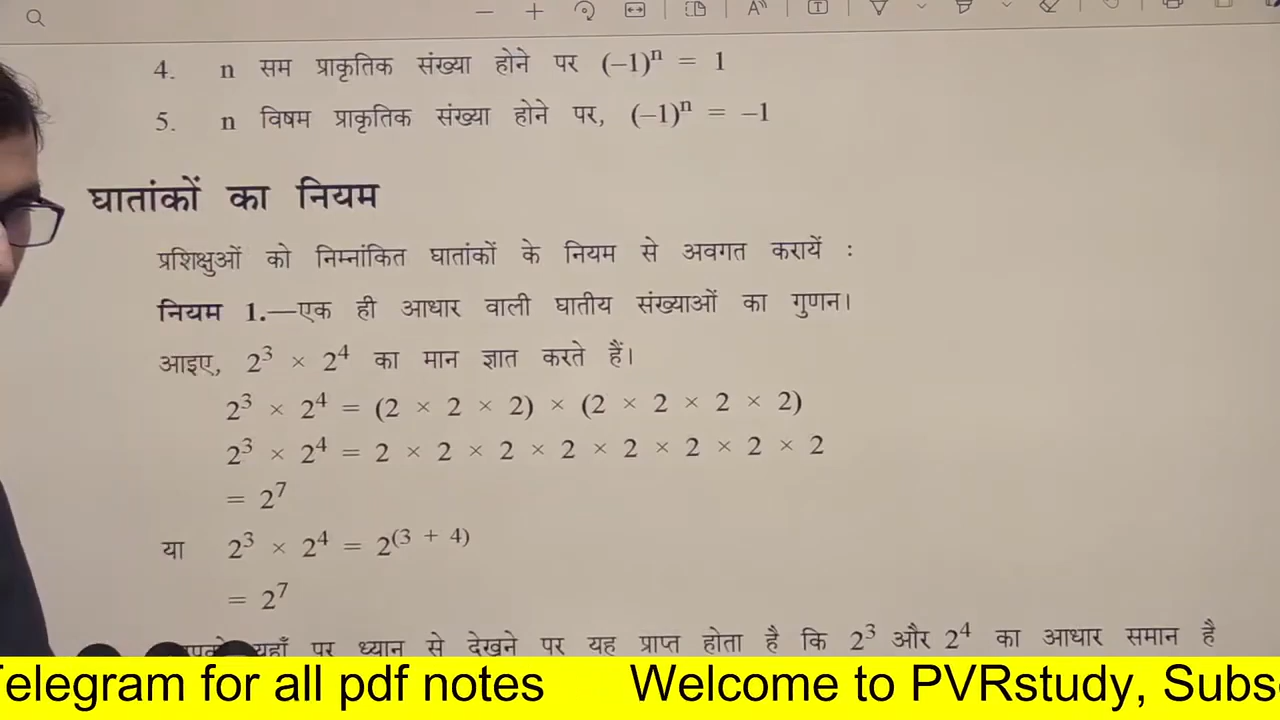 4. n सम प्राकृतिक संख्या होने पर (–1)ⁿ = 1
5. n विषम प्राकृतिक संख्या होने पर, (–1)ⁿ = –1
घातांकों का नियम
प्रशिक्षुओं को निम्नांकित घातांकों के नियम से अवगत करायें :
नियम 1.—एक ही आधार वाली घातीय संख्याओं का गुणन।
आइए, 2³ × 2⁴ का मान ज्ञात करते हैं।
2³ × 2⁴ = (2 × 2 × 2) × (2 × 2 × 2 × 2)
2³ × 2⁴ = 2 × 2 × 2 × 2 × 2 × 2 × 2 × 2
= 2⁷
या 2³ × 2⁴ = 2⁽³ ⁺ ⁴⁾
= 2⁷
यहाँ पर ध्यान से देखने पर यह प्राप्त होता है कि 2³ और 2⁴ का आधार समान है
Telegram for all pdf notes Welcome to PVRstudy,